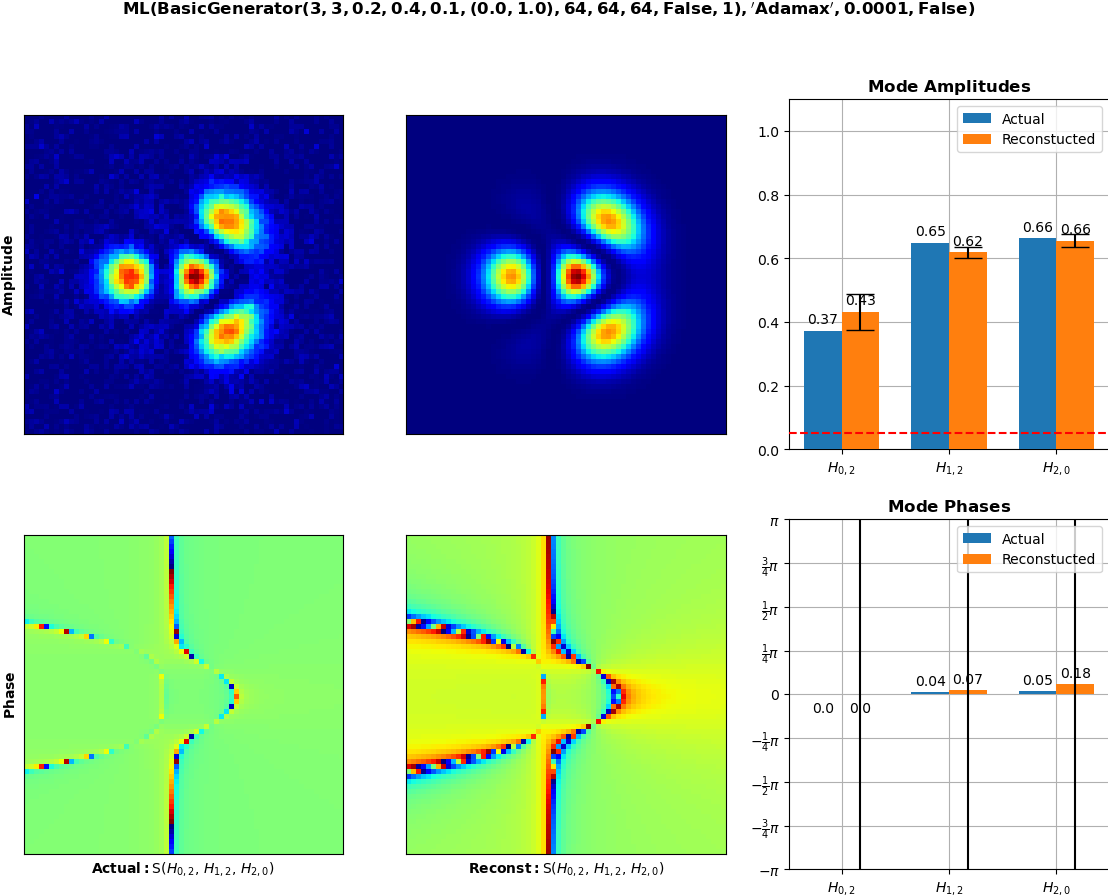 ML(BasicGenerator(3, 3, 0.2, 0.4, 0.1, (0.0, 1.0), 64, 64, 64, False, 1), ′Adamax′, 0.0001, False)
Mode Amplitudes
Amplitude
1.0
0.8
0.6
0.4
0.2
0.0
Actual
Reconstucted
0.37
0.43
0.65
0.62
0.66
0.66
H₀,₂
H₁,₂
H₂,₀
Mode Phases
Phase
π
¾π
½π
¼π
0
−¼π
−½π
−¾π
−π
Actual
Reconstucted
0.0
0.0
0.04
0.07
0.05
0.18
H₀,₂
H₁,₂
H₂,₀
Actual: S(H₀,₂, H₁,₂, H₂,₀)
Reconst: S(H₀,₂, H₁,₂, H₂,₀)